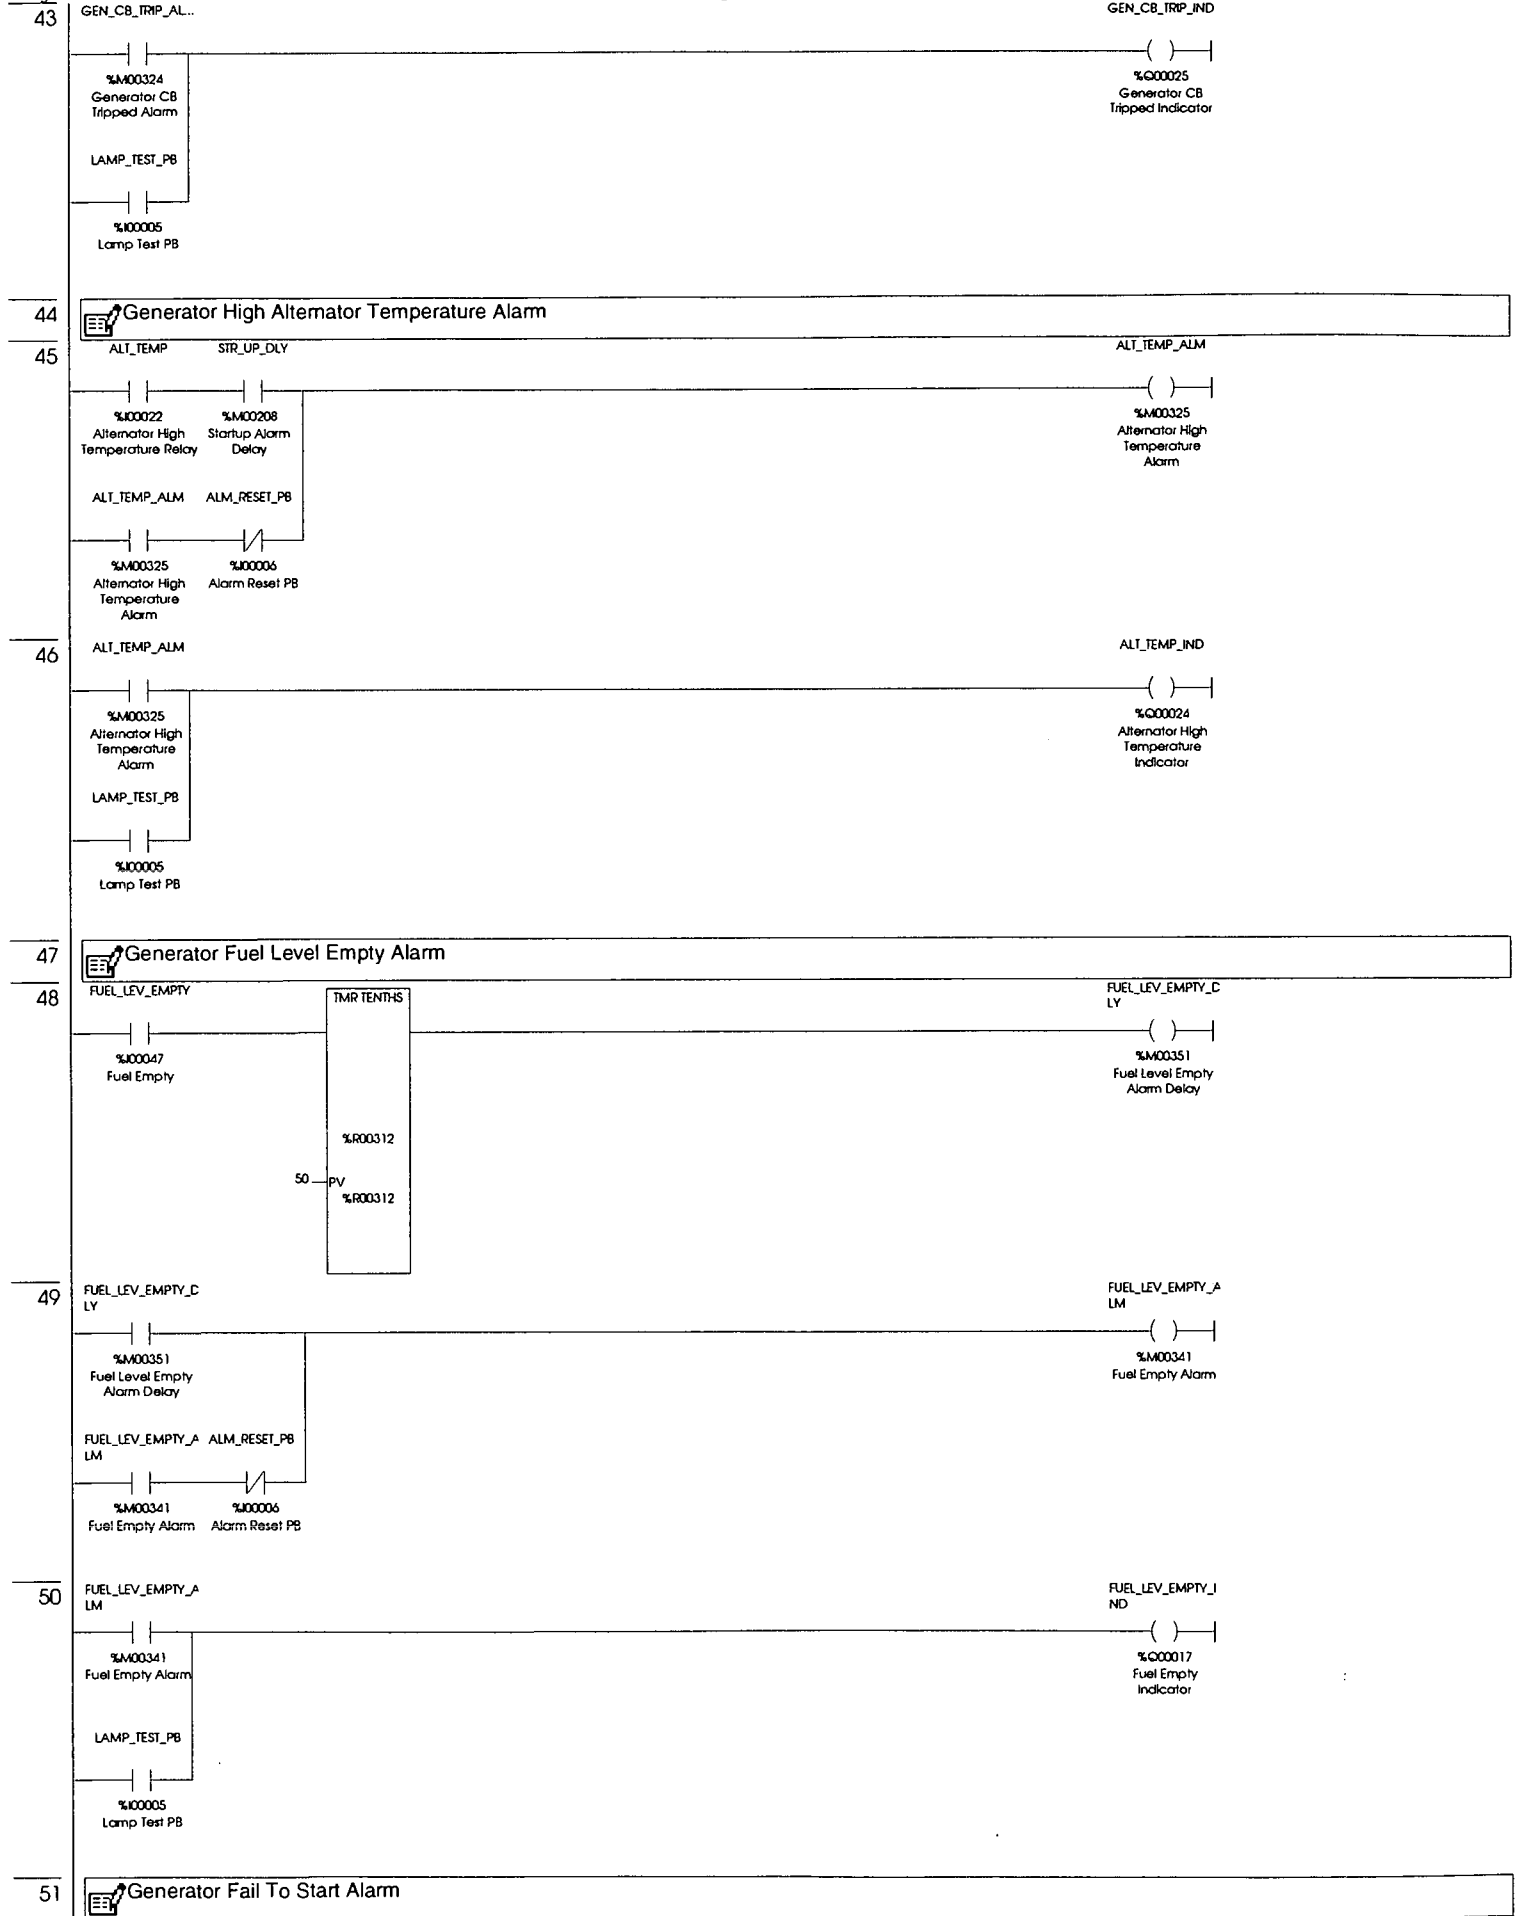 43
GEN_CB_TRIP_AL...
GEN_CB_TRIP_IND
%M00324
Generator CB
Tripped Alarm
%Q00025
Generator CB
Tripped Indicator
LAMP_TEST_PB
%I00005
Lamp Test PB
44
Generator High Alternator Temperature Alarm
45
ALT_TEMP
STR_UP_DLY
ALT_TEMP_ALM
%I00022
Alternator High
Temperature Relay
%M00208
Startup Alarm
Delay
%M00325
Alternator High
Temperature
Alarm
ALT_TEMP_ALM
ALM_RESET_PB
%M00325
Alternator High
Temperature
Alarm
%I00006
Alarm Reset PB
46
ALT_TEMP_ALM
ALT_TEMP_IND
%M00325
Alternator High
Temperature
Alarm
%Q00024
Alternator High
Temperature
Indicator
LAMP_TEST_PB
%I00005
Lamp Test PB
47
Generator Fuel Level Empty Alarm
48
FUEL_LEV_EMPTY
TMR TENTHS
FUEL_LEV_EMPTY_D
LY
%I00047
Fuel Empty
%M00351
Fuel Level Empty
Alarm Delay
%R00312
50
PV
%R00312
49
FUEL_LEV_EMPTY_D
LY
FUEL_LEV_EMPTY_A
LM
%M00351
Fuel Level Empty
Alarm Delay
%M00341
Fuel Empty Alarm
FUEL_LEV_EMPTY_A
LM
ALM_RESET_PB
%M00341
Fuel Empty Alarm
%I00006
Alarm Reset PB
50
FUEL_LEV_EMPTY_A
LM
FUEL_LEV_EMPTY_I
ND
%M00341
Fuel Empty Alarm
%Q00017
Fuel Empty
Indicator
LAMP_TEST_PB
%I00005
Lamp Test PB
51
Generator Fail To Start Alarm